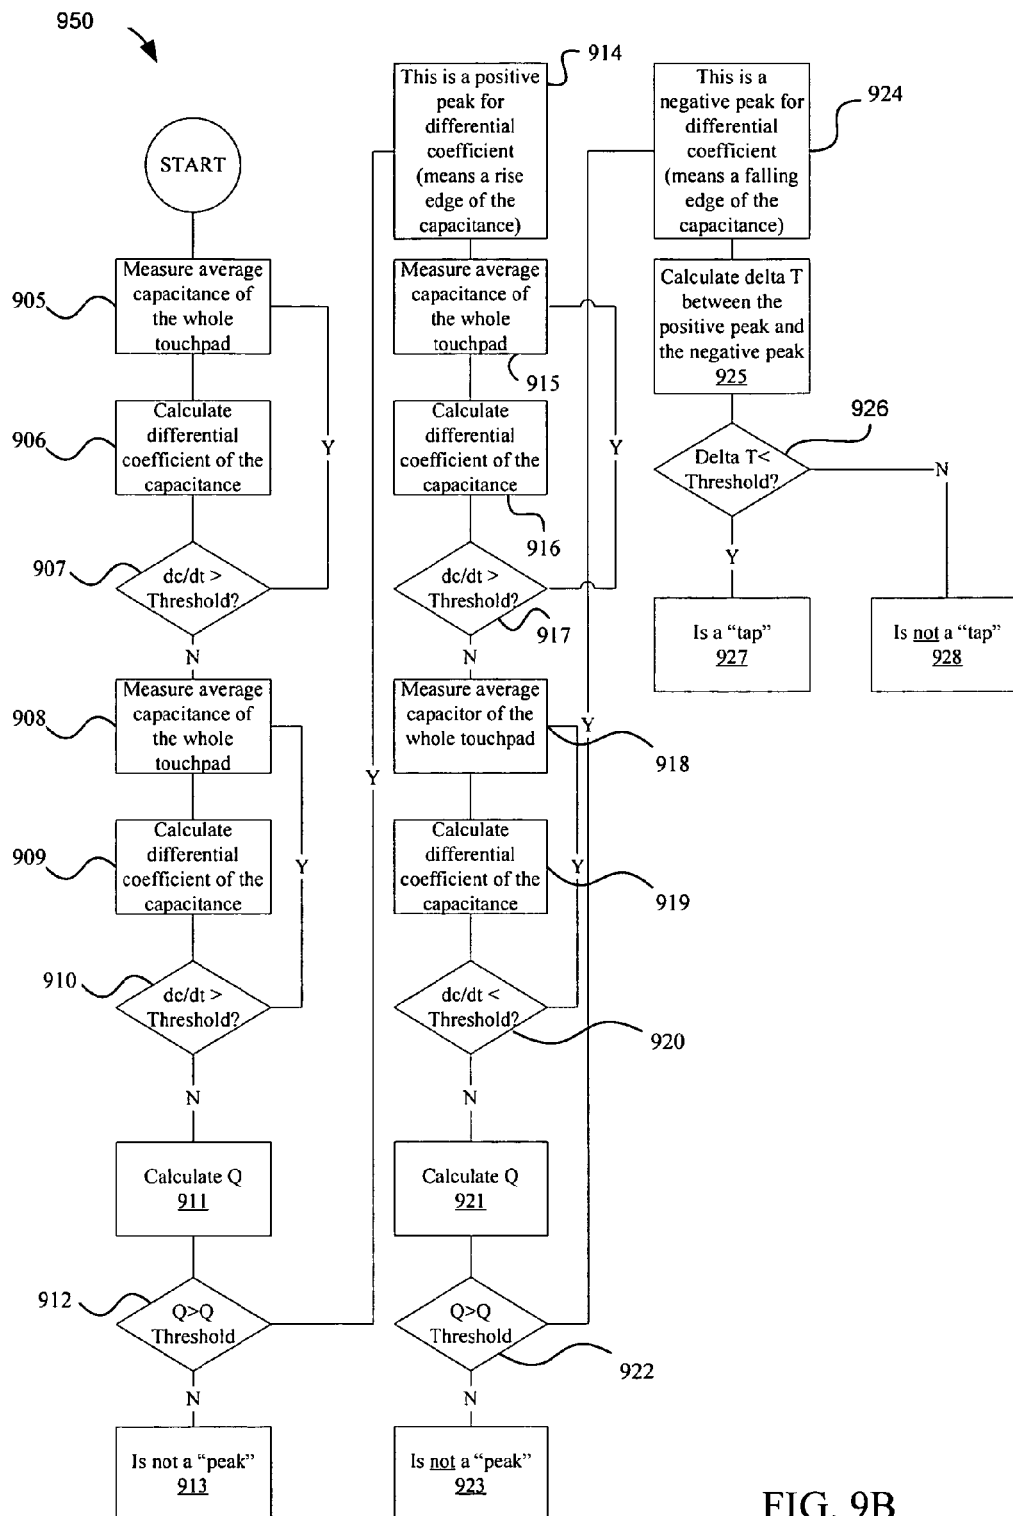 950
START
Measure average
capacitance of
the whole
touchpad
905
Calculate
differential
coefficient of the
capacitance
906
Y
dc/dt >
Threshold?
907
N
Measure average
capacitance of
the whole
touchpad
908
Calculate
differential
coefficient of the
capacitance
909
Y
dc/dt >
Threshold?
910
N
Calculate Q
911
Q>Q
Threshold
912
Y
N
Is not a “peak”
913
This is a positive
peak for
differential
coefficient
(means a rise
edge of the
capacitance)
914
Measure average
capacitance of
the whole
touchpad
915
Calculate
differential
coefficient of the
capacitance
916
Y
dc/dt >
Threshold?
917
N
Measure average
capacitor of the
whole touchpad
918
Calculate
differential
coefficient of the
capacitance
919
Y
dc/dt <
Threshold?
920
N
Calculate Q
921
Q>Q
Threshold
922
Y
N
Is not a “peak”
923
This is a
negative peak for
differential
coefficient
(means a falling
edge of the
capacitance)
924
Calculate delta T
between the
positive peak and
the negative peak
925
Delta T<
Threshold?
926
N
Y
Is a “tap”
927
Is not a “tap”
928
FIG. 9B